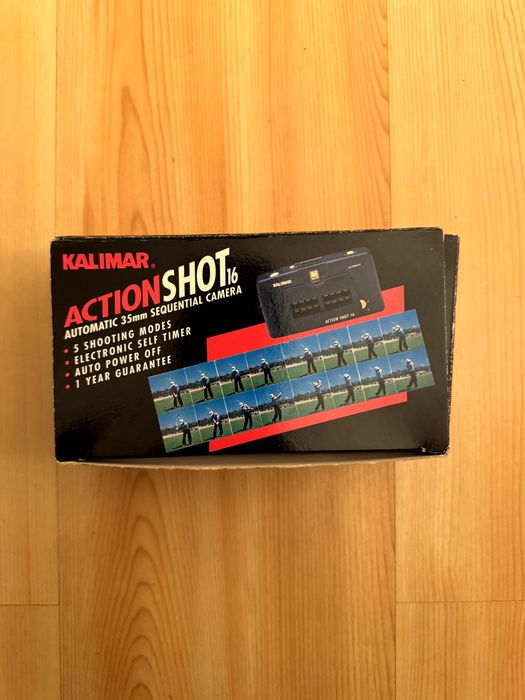 KALIMAR®
ACTIONSHOT16
AUTOMATIC 35mm SEQUENTIAL CAMERA
• 5 SHOOTING MODES
• ELECTRONIC SELF TIMER
• AUTO POWER OFF
• 1 YEAR GUARANTEE
KALIMAR
AUTOMATIC
ACTION SHOT 16